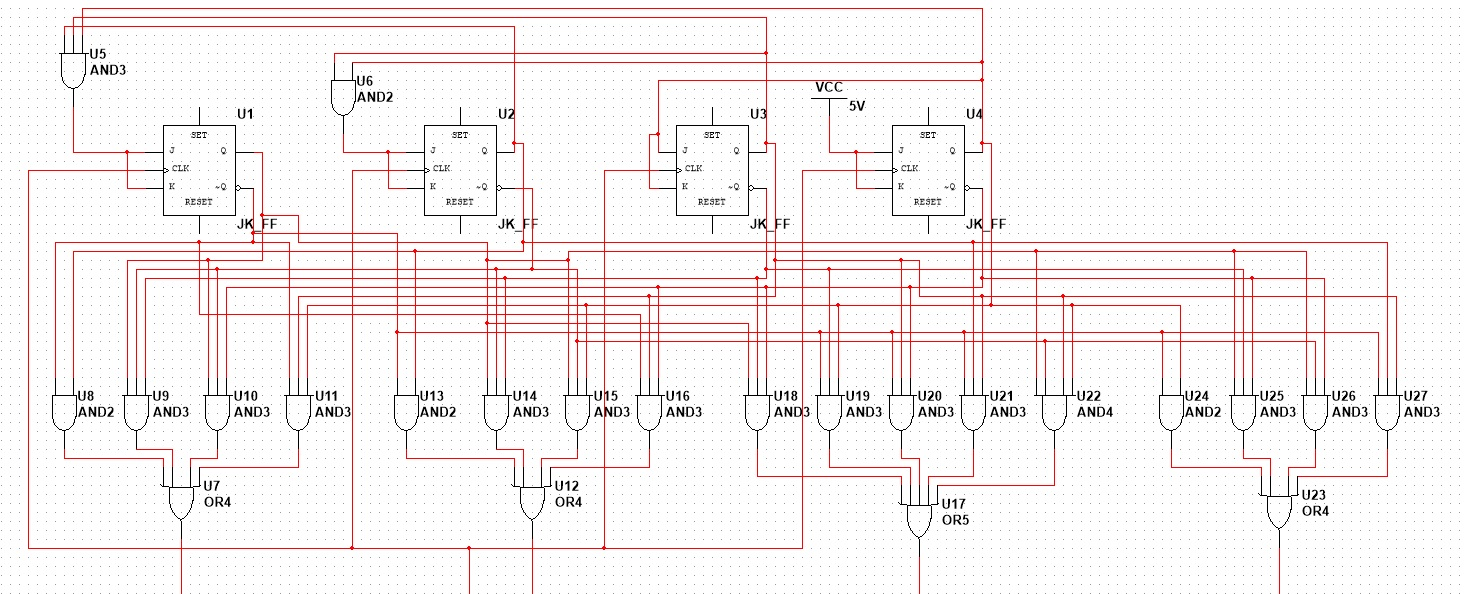 U5
AND3
U6
AND2
VCC
5V
U1
SET
J
Q
CLK
K
~Q
RESET
JK_FF
U2
SET
J
Q
CLK
K
~Q
RESET
JK_FF
U3
SET
J
Q
CLK
K
~Q
RESET
JK_FF
U4
SET
J
Q
CLK
K
~Q
RESET
JK_FF
U8
AND2
U9
AND3
U10
AND3
U11
AND3
U13
AND2
U14
AND3
U15
AND3
U16
AND3
U18
AND3
U19
AND3
U20
AND3
U21
AND3
U22
AND4
U24
AND2
U25
AND3
U26
AND3
U27
AND3
U7
OR4
U12
OR4
U17
OR5
U23
OR4